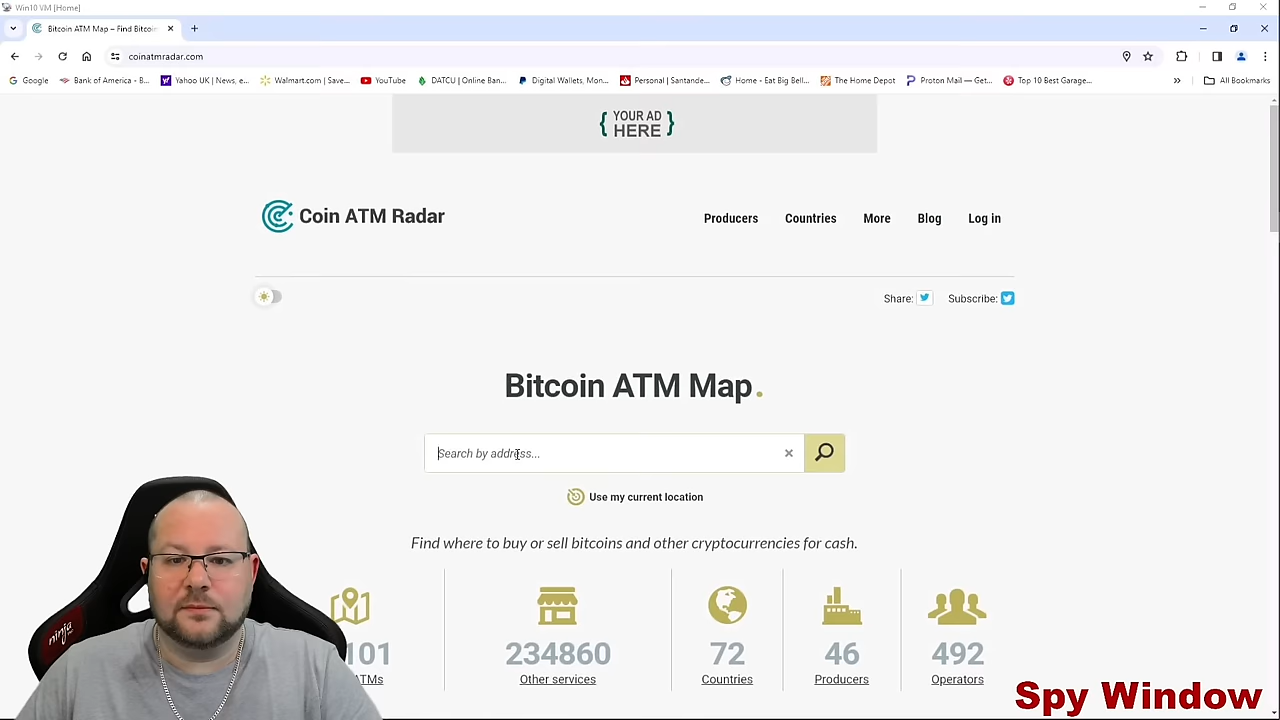 Win10 VM [Home]
Bitcoin ATM Map – Find Bitcoin
coinatmradar.com
Google
Bank of America - B...
Yahoo UK | News, e...
Walmart.com | Save...
YouTube
DATCU | Online Ban...
Digital Wallets, Mon...
Personal | Santande...
Home - Eat Big Bell...
The Home Depot
Proton Mail — Get...
Top 10 Best Garage...
All Bookmarks
YOUR AD
HERE
Coin ATM Radar
Producers
Countries
More
Blog
Log in
Share:
Subscribe:
Bitcoin ATM Map.
Search by address...
Use my current location
Find where to buy or sell bitcoins and other cryptocurrencies for cash.
101
234860
72
46
492
ATMs
Other services
Countries
Producers
Operators
ninja
Spy Window